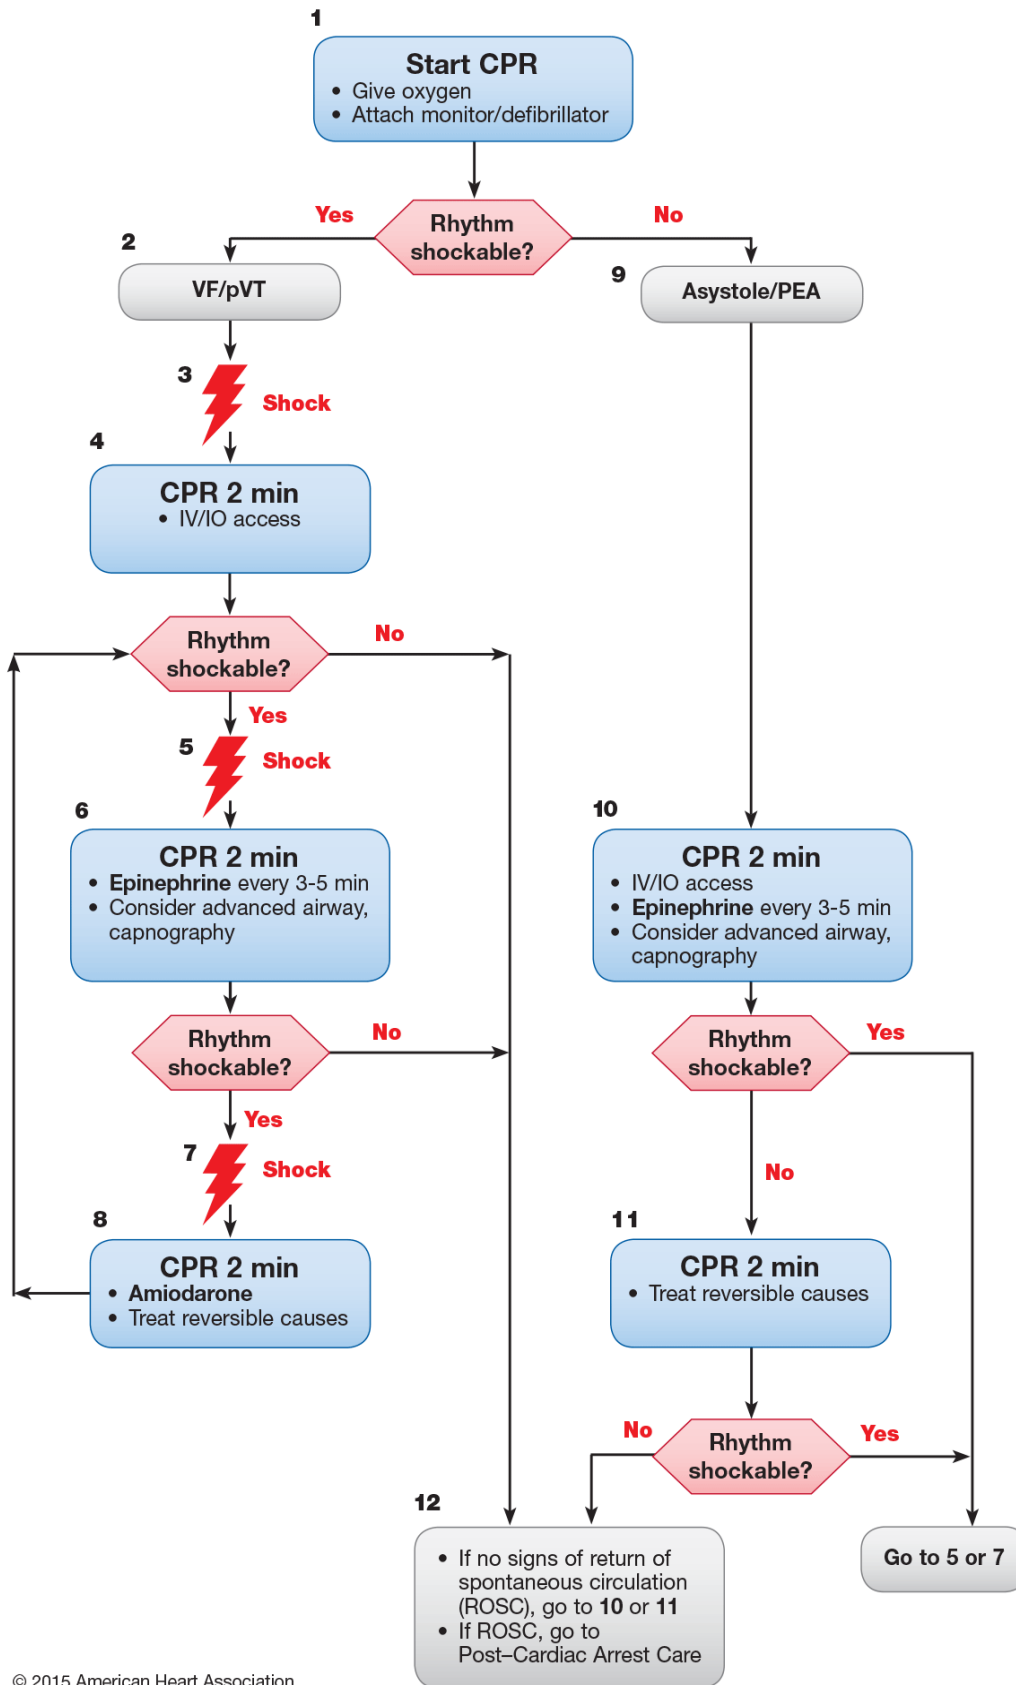 1
Start CPR
• Give oxygen
• Attach monitor/defibrillator
Yes
Rhythm
shockable?
No
2
VF/pVT
9
Asystole/PEA
3
Shock
4
CPR 2 min
• IV/IO access
Rhythm
shockable?
No
Yes
5
Shock
6
CPR 2 min
• Epinephrine every 3-5 min
• Consider advanced airway,
capnography
10
CPR 2 min
• IV/IO access
• Epinephrine every 3-5 min
• Consider advanced airway,
capnography
Rhythm
shockable?
No
Yes
Rhythm
shockable?
Yes
No
7
Shock
8
CPR 2 min
• Amiodarone
• Treat reversible causes
11
CPR 2 min
• Treat reversible causes
No
Rhythm
shockable?
Yes
12
• If no signs of return of
spontaneous circulation
(ROSC), go to 10 or 11
• If ROSC, go to
Post–Cardiac Arrest Care
Go to 5 or 7
© 2015 American Heart Association